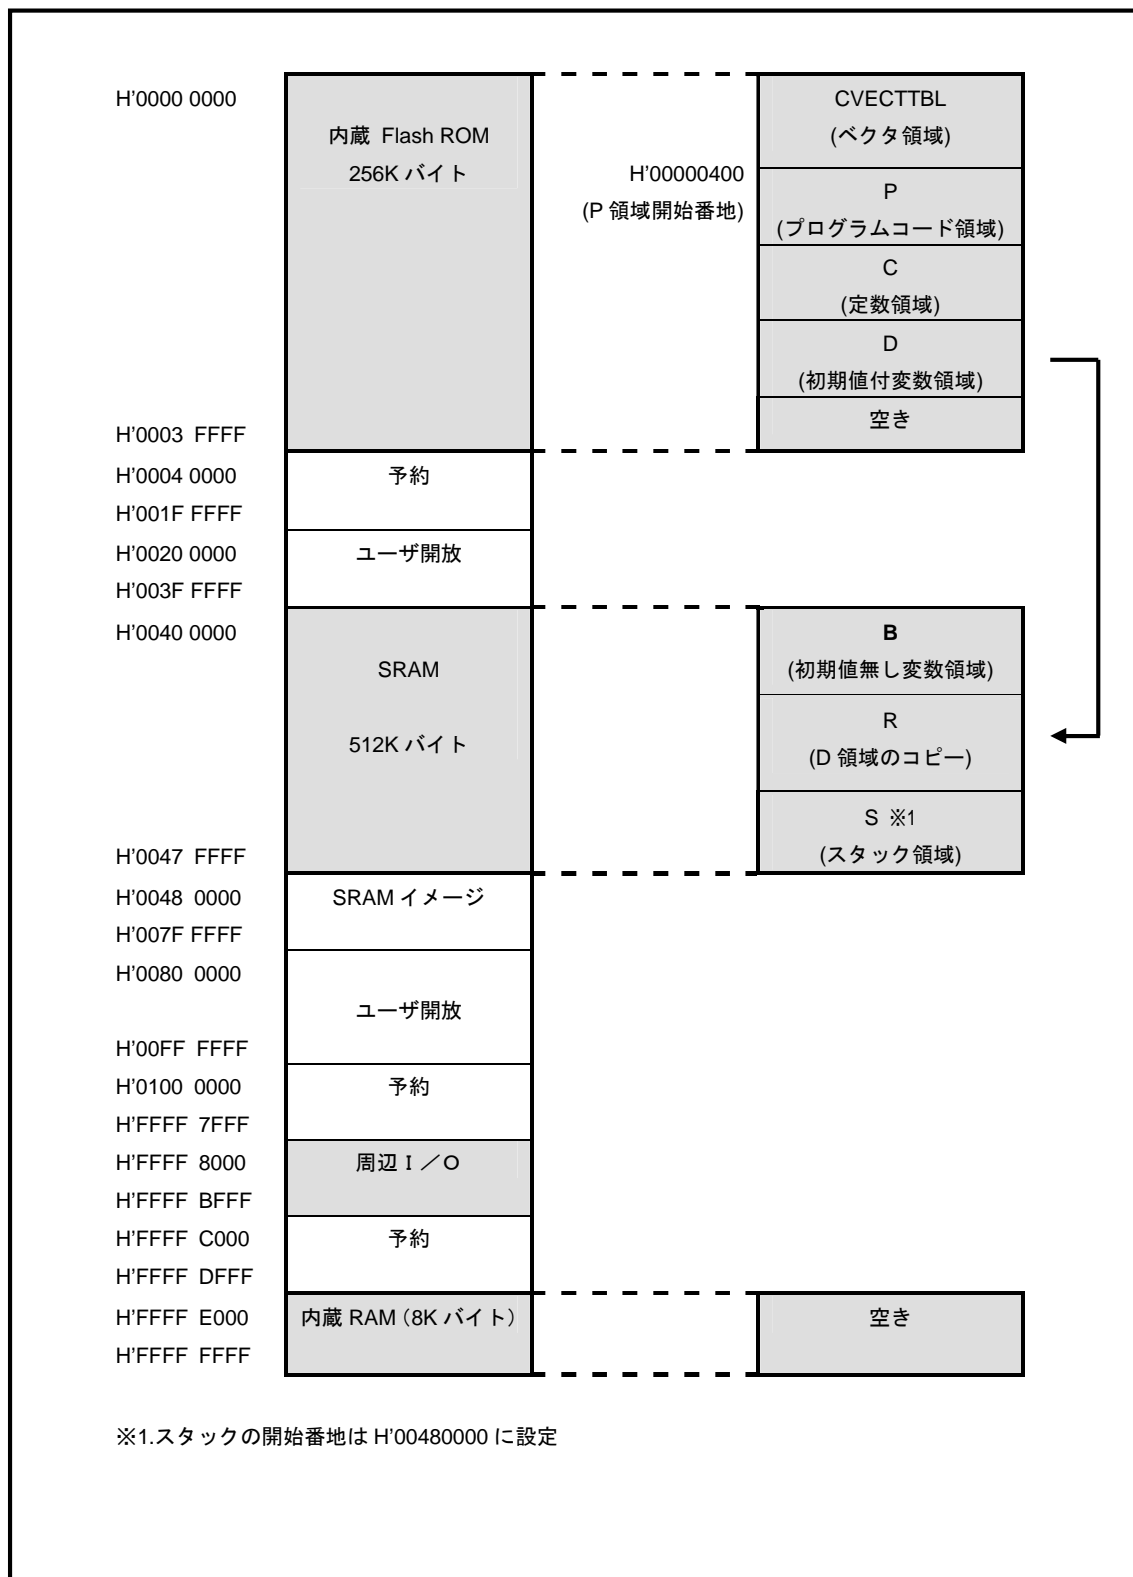 H'0000 0000
内蔵 Flash ROM
256K バイト
CVECTTBL
(ベクタ領域)
H'00000400
(P 領域開始番地)
P
(プログラムコード領域)
C
(定数領域)
D
(初期値付変数領域)
空き
H'0003 FFFF
H'0004 0000
予約
H'001F FFFF
H'0020 0000
ユーザ開放
H'003F FFFF
H'0040 0000
SRAM
512K バイト
B
(初期値無し変数領域)
R
(D 領域のコピー)
S ※1
(スタック領域)
H'0047 FFFF
H'0048 0000
SRAM イメージ
H'007F FFFF
H'0080 0000
ユーザ開放
H'00FF FFFF
H'0100 0000
予約
H'FFFF 7FFF
H'FFFF 8000
周辺Ｉ／Ｏ
H'FFFF BFFF
H'FFFF C000
予約
H'FFFF DFFF
H'FFFF E000
内蔵 RAM（8K バイト）
空き
H'FFFF FFFF
※1.スタックの開始番地は H'00480000 に設定